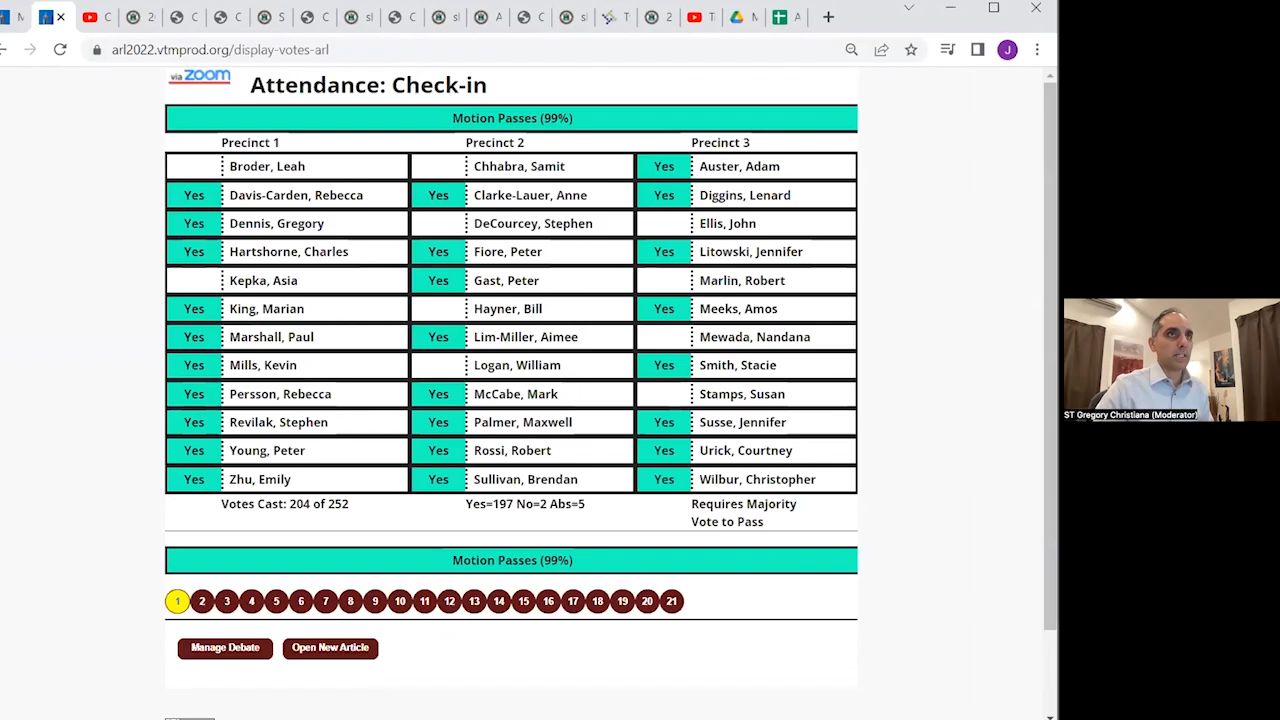 arl2022.vtmprod.org/display-votes-arl
J
via zoom
Attendance: Check-in
Motion Passes (99%)
Precinct 1 Precinct 2 Precinct 3
Broder, Leah Chhabra, Samit Yes Auster, Adam
Yes Davis-Carden, Rebecca Yes Clarke-Lauer, Anne Yes Diggins, Lenard
Yes Dennis, Gregory DeCourcey, Stephen Ellis, John
Yes Hartshorne, Charles Yes Fiore, Peter Yes Litowski, Jennifer
Kepka, Asia Yes Gast, Peter Marlin, Robert
Yes King, Marian Hayner, Bill Yes Meeks, Amos
Yes Marshall, Paul Yes Lim-Miller, Aimee Mewada, Nandana
Yes Mills, Kevin Logan, William Yes Smith, Stacie
Yes Persson, Rebecca Yes McCabe, Mark Stamps, Susan
Yes Revilak, Stephen Yes Palmer, Maxwell Yes Susse, Jennifer
Yes Young, Peter Yes Rossi, Robert Yes Urick, Courtney
Yes Zhu, Emily Yes Sullivan, Brendan Yes Wilbur, Christopher
Votes Cast: 204 of 252 Yes=197 No=2 Abs=5 Requires Majority
Vote to Pass
Motion Passes (99%)
1 2 3 4 5 6 7 8 9 10 11 12 13 14 15 16 17 18 19 20 21
Manage Debate Open New Article
ST Gregory Christiana (Moderator)